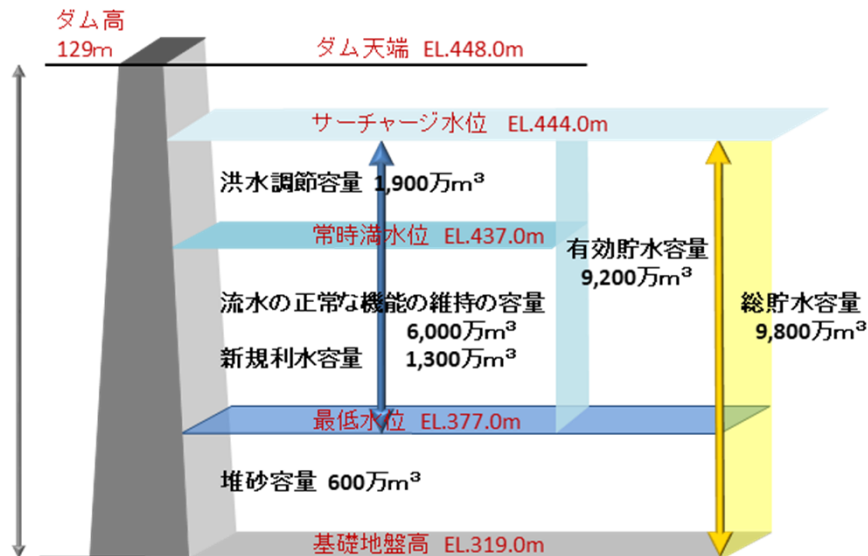 ダム高
129m
ダム天端 EL.448.0m
サーチャージ水位 EL.444.0m
洪水調節容量 1,900万m³
常時満水位 EL.437.0m
有効貯水容量
9,200万m³
流水の正常な機能の維持の容量
6,000万m³
総貯水容量
9,800万m³
新規利水容量 1,300万m³
最低水位 EL.377.0m
堆砂容量 600万m³
基礎地盤高 EL.319.0m